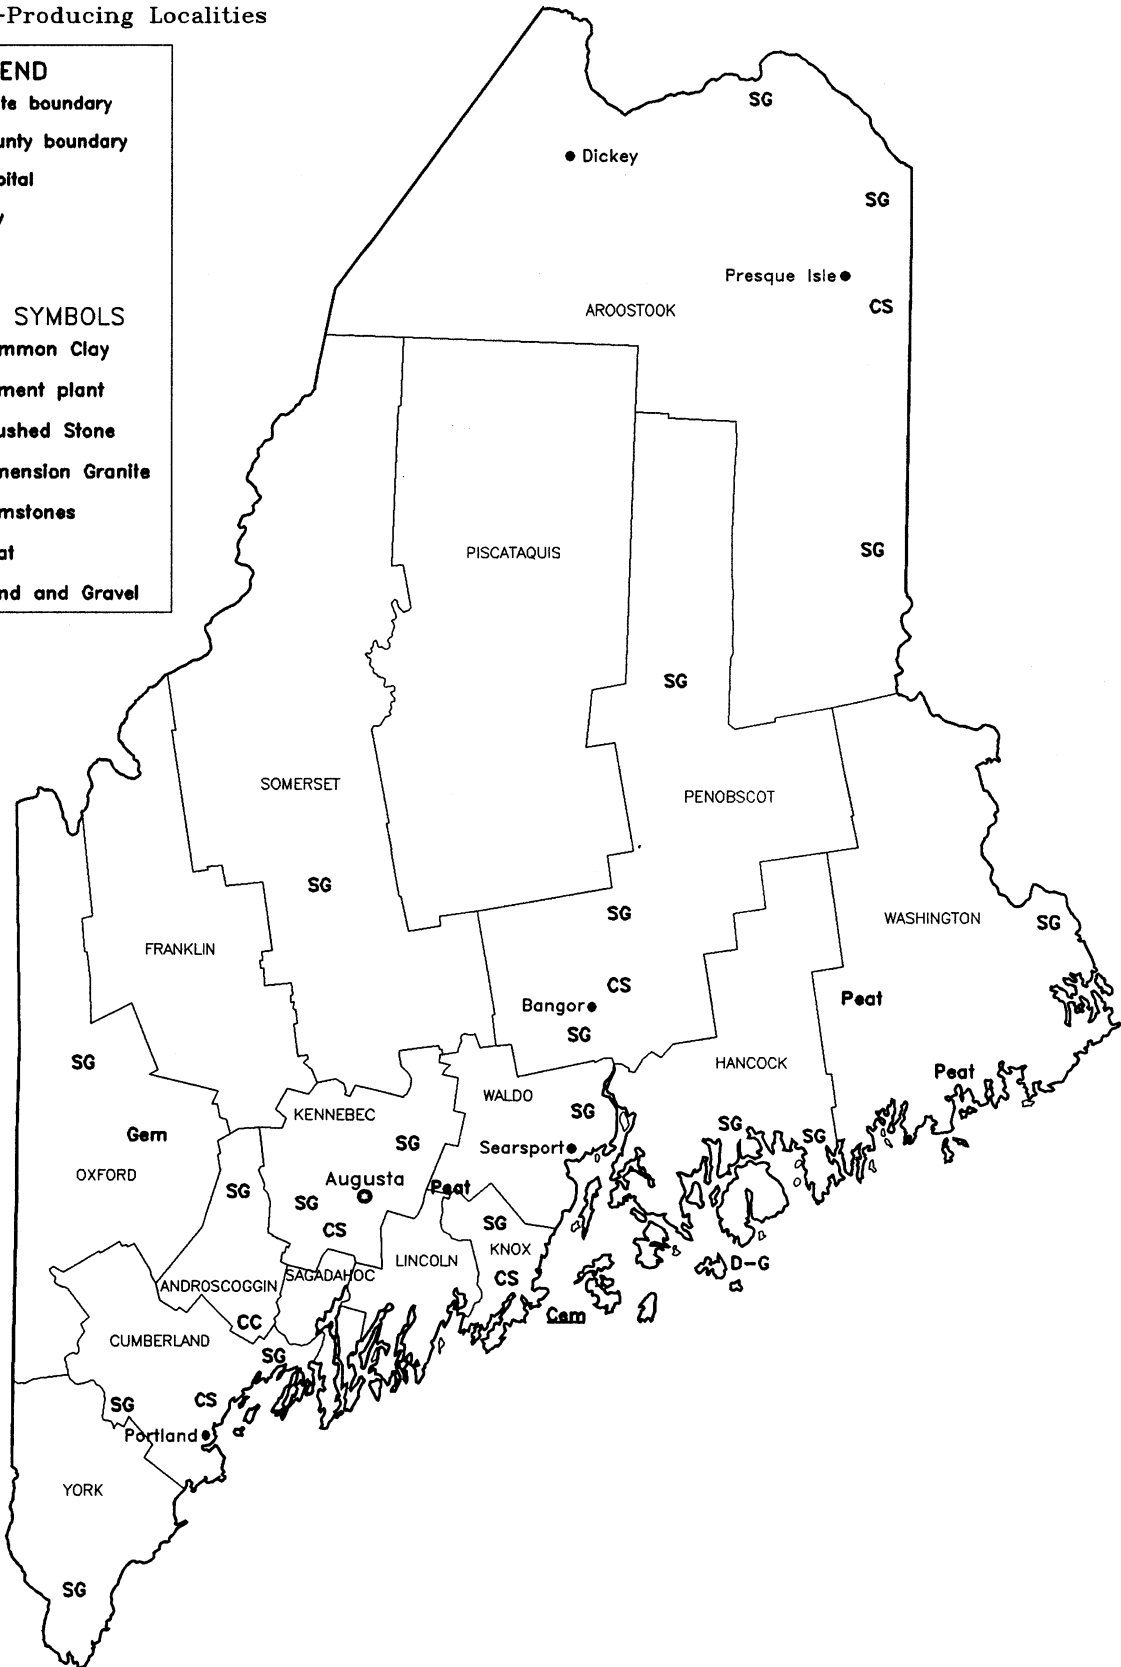 -Producing Localities
END
te boundary
unty boundary
pital
y
SYMBOLS
mmon Clay
ment plant
ushed Stone
mension Granite
mstones
at
nd and Gravel
SG
Dickey
SG
Presque Isle
CS
AROOSTOOK
SG
PISCATAQUIS
SG
SOMERSET
PENOBSCOT
SG
SG
WASHINGTON
SG
FRANKLIN
CS
Peat
Bangor
SG
SG
HANCOCK
Peat
WALDO
KENNEBEC
SG
SG
SG
Gem
SG
Searsport
OXFORD
Augusta
Peat
SG
SG
SG
CS
KNOX
LINCOLN
D-G
SAGADAHOC
CS
ANDROSCOGGIN
Cem
CC
CUMBERLAND
SG
CS
SG
Portland
YORK
SG